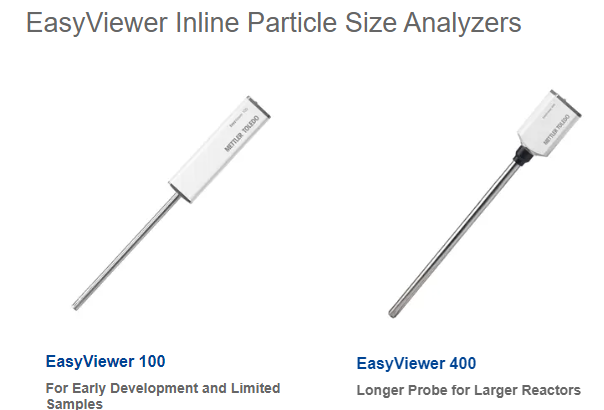 EasyViewer Inline Particle Size Analyzers
METTLER TOLEDO
METTLER TOLEDO
EasyViewer 100
EasyViewer 400
For Early Development and Limited
Samples
Longer Probe for Larger Reactors